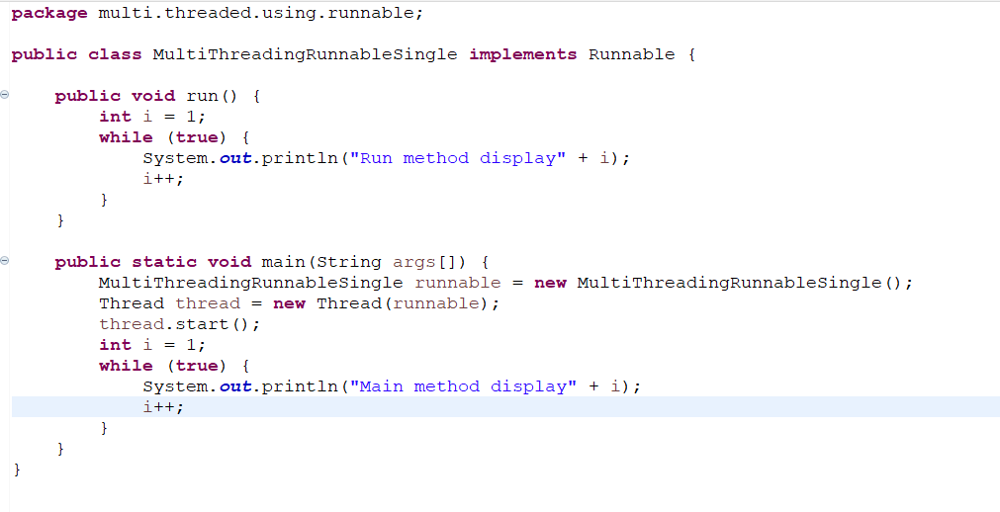 package multi.threaded.using.runnable;
public class MultiThreadingRunnableSingle implements Runnable {
public void run() {
int i = 1;
while (true) {
System.out.println("Run method display" + i);
i++;
}
}
public static void main(String args[]) {
MultiThreadingRunnableSingle runnable = new MultiThreadingRunnableSingle();
Thread thread = new Thread(runnable);
thread.start();
int i = 1;
while (true) {
System.out.println("Main method display" + i);
i++;
}
}
}